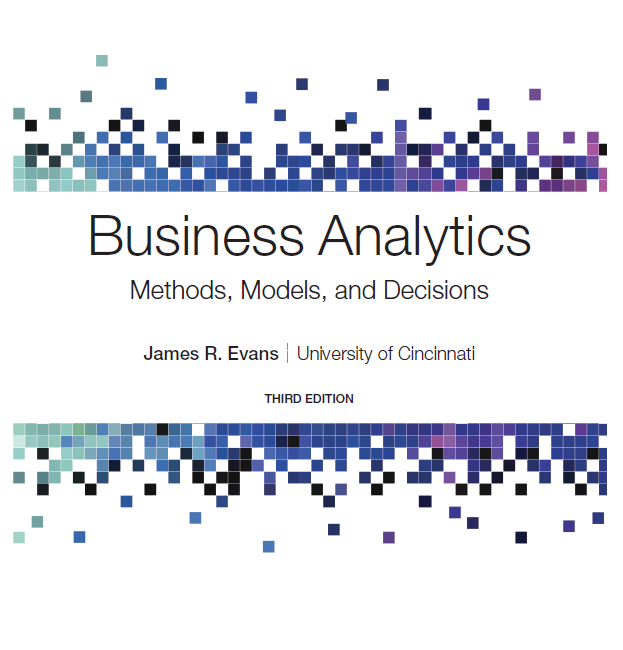 Business Analytics
Methods, Models, and Decisions
James R. Evans | University of Cincinnati
THIRD EDITION